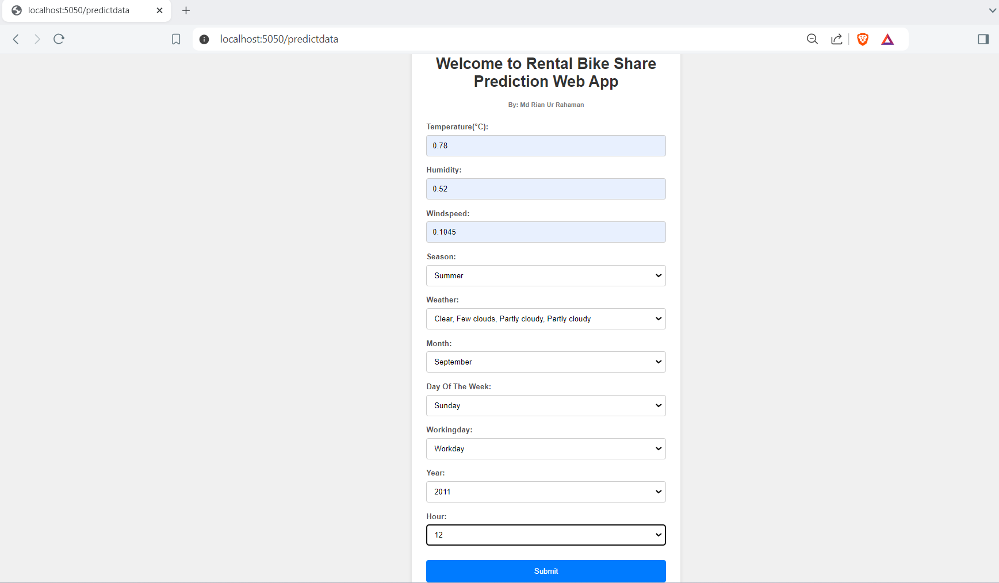 localhost:5050/predictdata
localhost:5050/predictdata
Welcome to Rental Bike Share
Prediction Web App
By: Md Rian Ur Rahaman
Temperature(°C):
0.78
Humidity:
0.52
Windspeed:
0.1045
Season:
Summer
Weather:
Clear, Few clouds, Partly cloudy, Partly cloudy
Month:
September
Day Of The Week:
Sunday
Workingday:
Workday
Year:
2011
Hour:
12
Submit